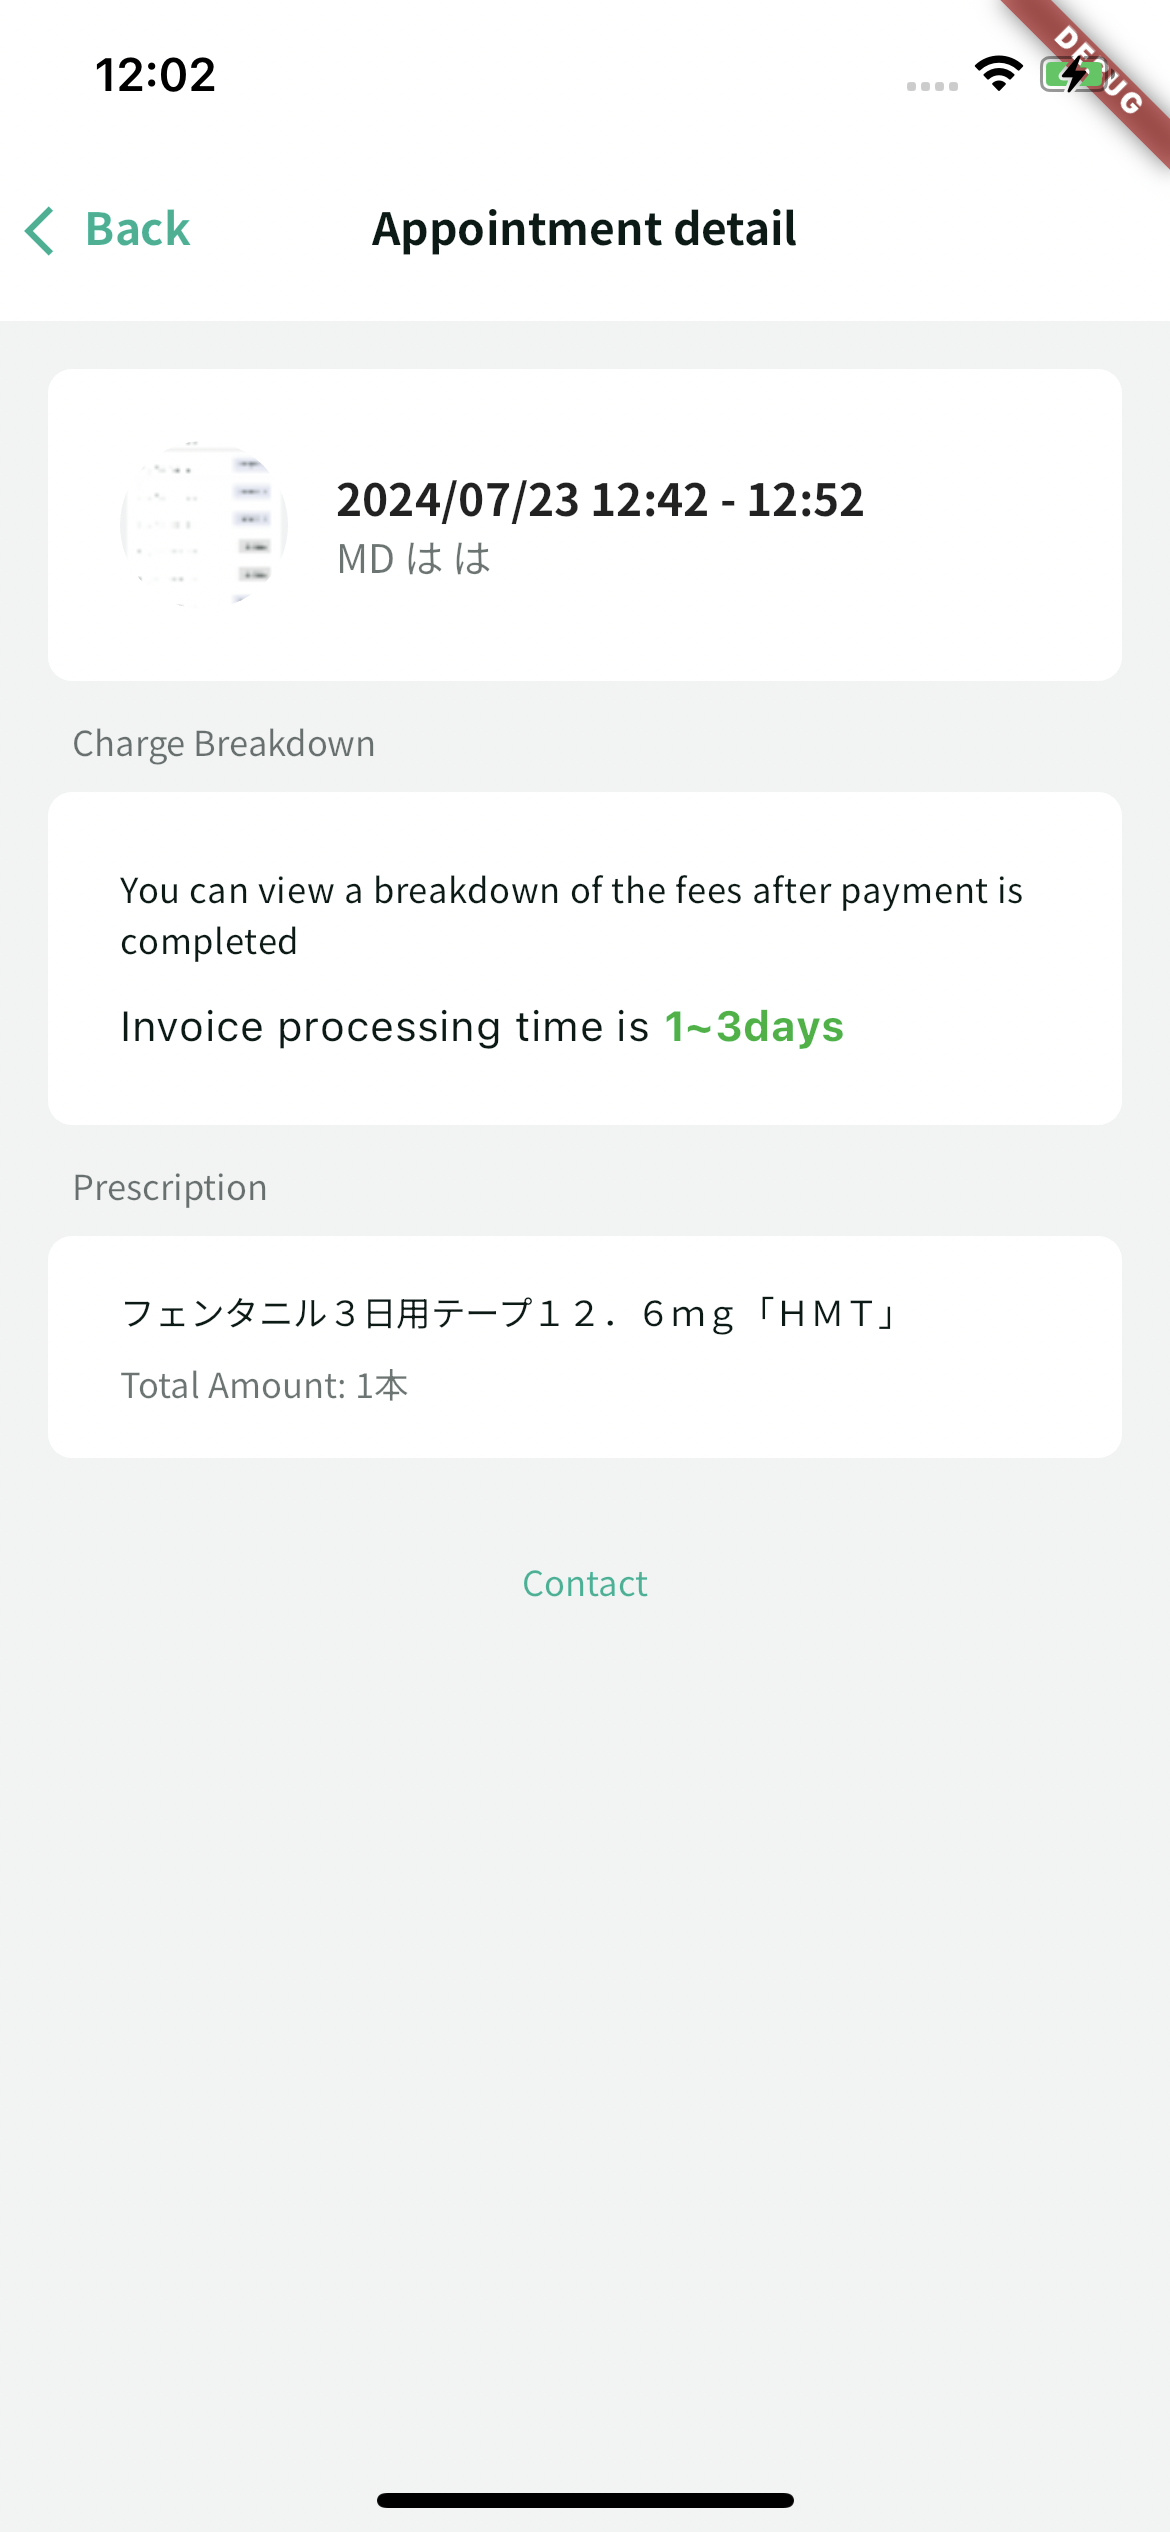 12:02
DEBUG
Back
Appointment detail
2024/07/23 12:42 - 12:52
MD は は
Charge Breakdown
You can view a breakdown of the fees after payment is
completed
Invoice processing time is 1~3days
Prescription
フェンタニル３日用テープ１２．６ｍｇ「ＨＭＴ」
Total Amount: 1本
Contact